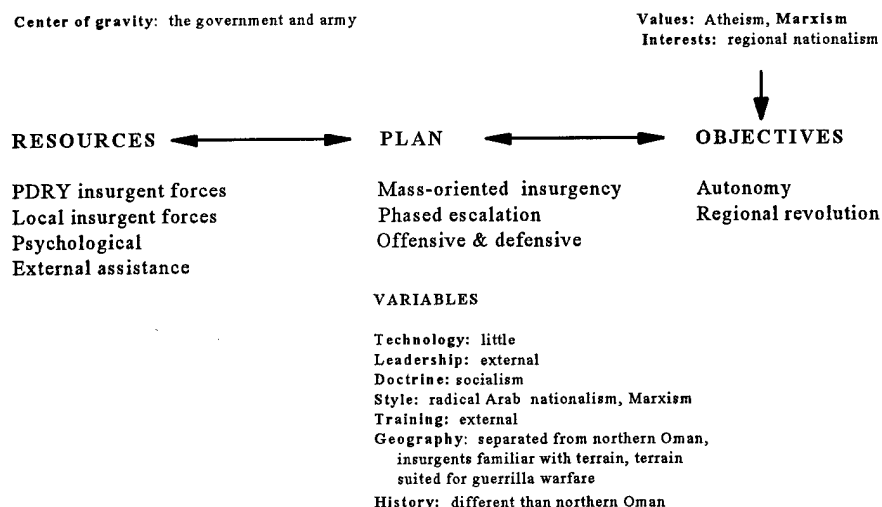 Center of gravity: the government and army
Values: Atheism, Marxism
Interests: regional nationalism
RESOURCES
PLAN
OBJECTIVES
PDRY insurgent forces
Local insurgent forces
Psychological
External assistance
Mass-oriented insurgency
Phased escalation
Offensive & defensive
Autonomy
Regional revolution
VARIABLES
Technology: little
Leadership: external
Doctrine: socialism
Style: radical Arab nationalism, Marxism
Training: external
Geography: separated from northern Oman,
insurgents familiar with terrain, terrain
suited for guerrilla warfare
History: different than northern Oman